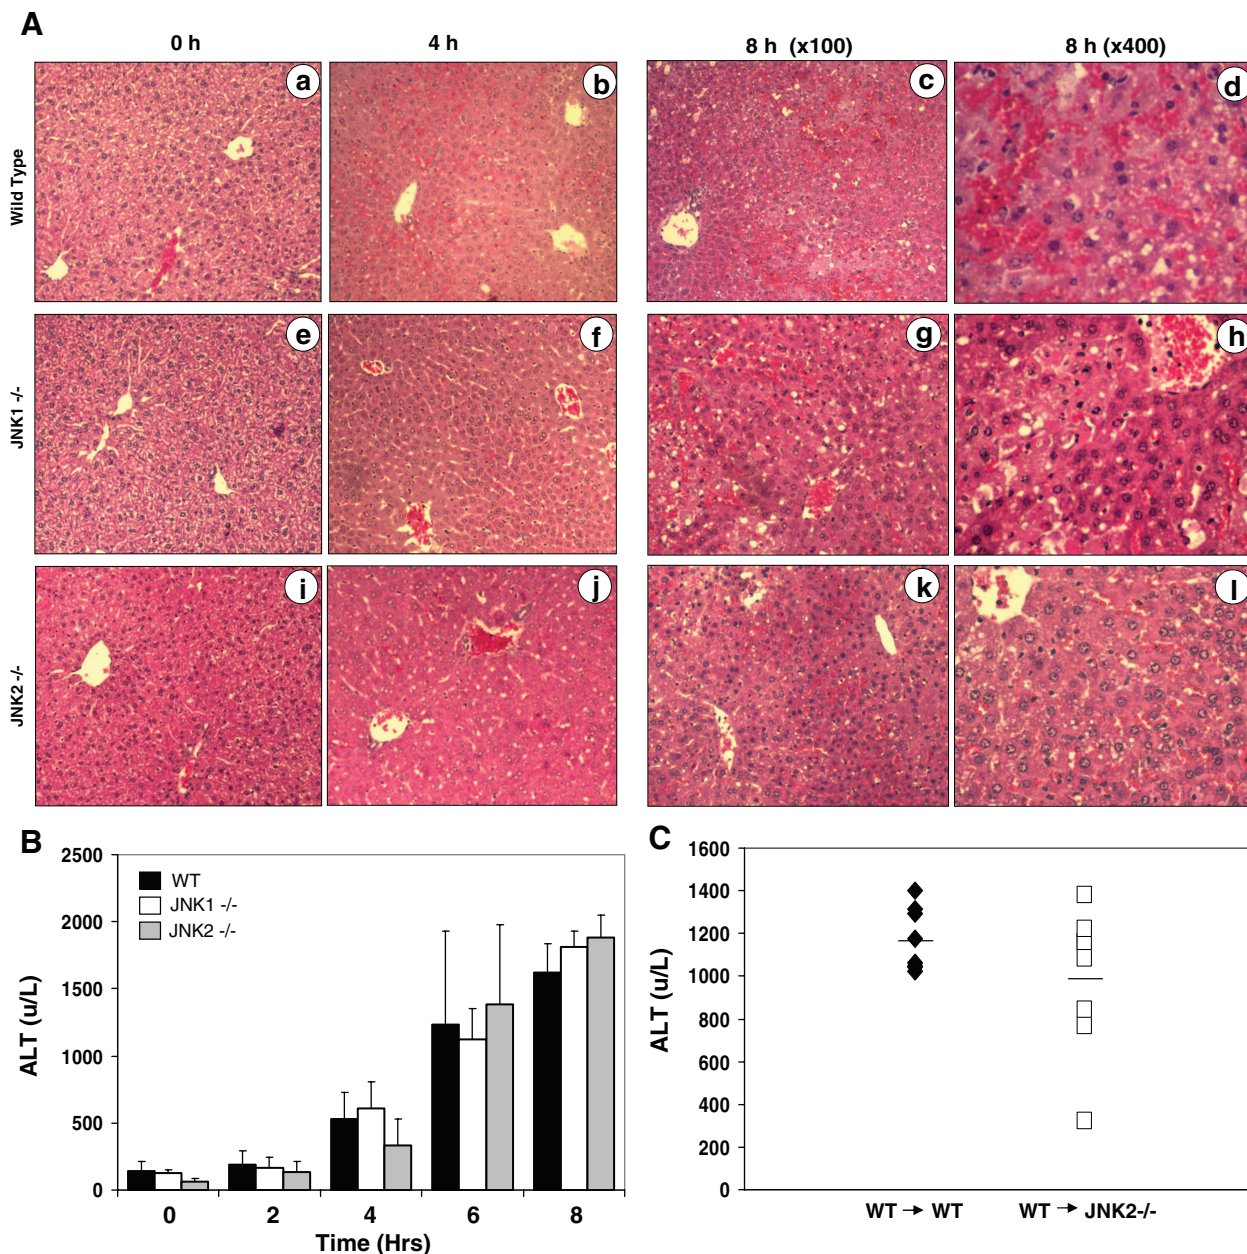 A
0 h
4 h
8 h (x100)
8 h (x400)
Wild Type
a
b
c
d
JNK1 -/-
e
f
g
h
JNK2 -/-
i
j
k
l
B
ALT (u/L)
2500
2000
1500
1000
500
0
WT
JNK1 -/-
JNK2 -/-
0
2
4
6
8
Time (Hrs)
C
ALT (u/L)
1600
1400
1200
1000
800
600
400
200
0
WT → WT
WT → JNK2-/-